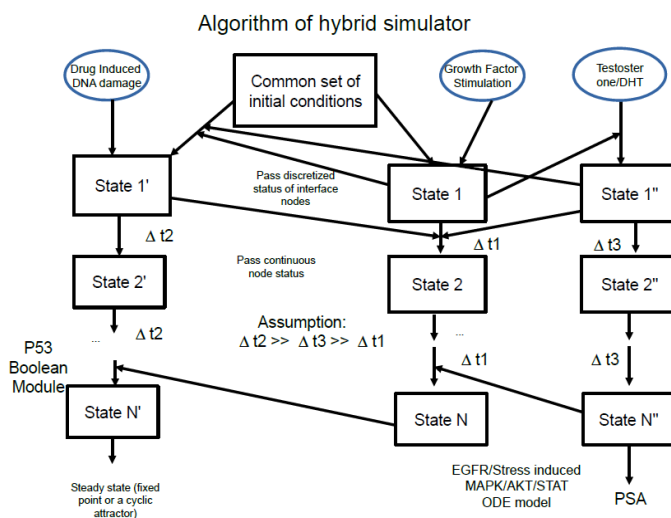 Algorithm of hybrid simulator
Drug Induced
DNA damage
Common set of
initial conditions
Growth Factor
Stimulation
Testoster
one/DHT
State 1'
Pass discretized
status of interface
nodes
State 1
State 1"
Δ t2
Δ t1
Δ t3
State 2'
Pass continuous
node status
State 2
State 2"
Assumption:
Δ t2 >> Δ t3 >> Δ t1
...
Δ t2
...
P53
Boolean
Module
Δ t1
Δ t3
State N'
State N
State N"
Steady state (fixed
point or a cyclic
attractor)
EGFR/Stress induced
MAPK/AKT/STAT
ODE model
PSA